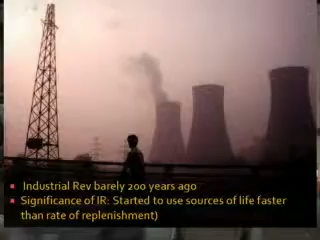 Industrial Rev barely 200 years ago
Significance of IR: Started to use sources of life faster
than rate of replenishment)